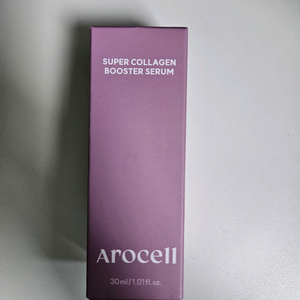 SUPER COLLAGEN
BOOSTER SERUM
Arocell
30ml/1.01fl.oz.